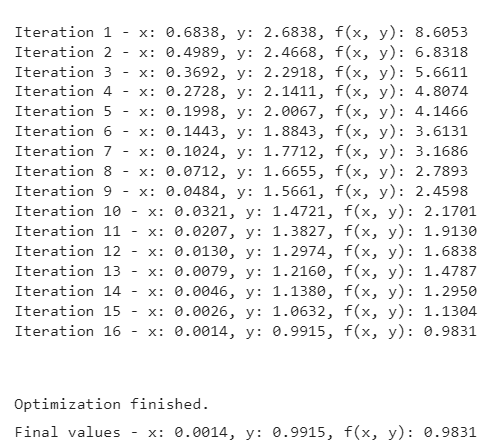 Iteration 1 - x: 0.6838, y: 2.6838, f(x, y): 8.6053
Iteration 2 - x: 0.4989, y: 2.4668, f(x, y): 6.8318
Iteration 3 - x: 0.3692, y: 2.2918, f(x, y): 5.6611
Iteration 4 - x: 0.2728, y: 2.1411, f(x, y): 4.8074
Iteration 5 - x: 0.1998, y: 2.0067, f(x, y): 4.1466
Iteration 6 - x: 0.1443, y: 1.8843, f(x, y): 3.6131
Iteration 7 - x: 0.1024, y: 1.7712, f(x, y): 3.1686
Iteration 8 - x: 0.0712, y: 1.6655, f(x, y): 2.7893
Iteration 9 - x: 0.0484, y: 1.5661, f(x, y): 2.4598
Iteration 10 - x: 0.0321, y: 1.4721, f(x, y): 2.1701
Iteration 11 - x: 0.0207, y: 1.3827, f(x, y): 1.9130
Iteration 12 - x: 0.0130, y: 1.2974, f(x, y): 1.6838
Iteration 13 - x: 0.0079, y: 1.2160, f(x, y): 1.4787
Iteration 14 - x: 0.0046, y: 1.1380, f(x, y): 1.2950
Iteration 15 - x: 0.0026, y: 1.0632, f(x, y): 1.1304
Iteration 16 - x: 0.0014, y: 0.9915, f(x, y): 0.9831
Optimization finished.
Final values - x: 0.0014, y: 0.9915, f(x, y): 0.9831